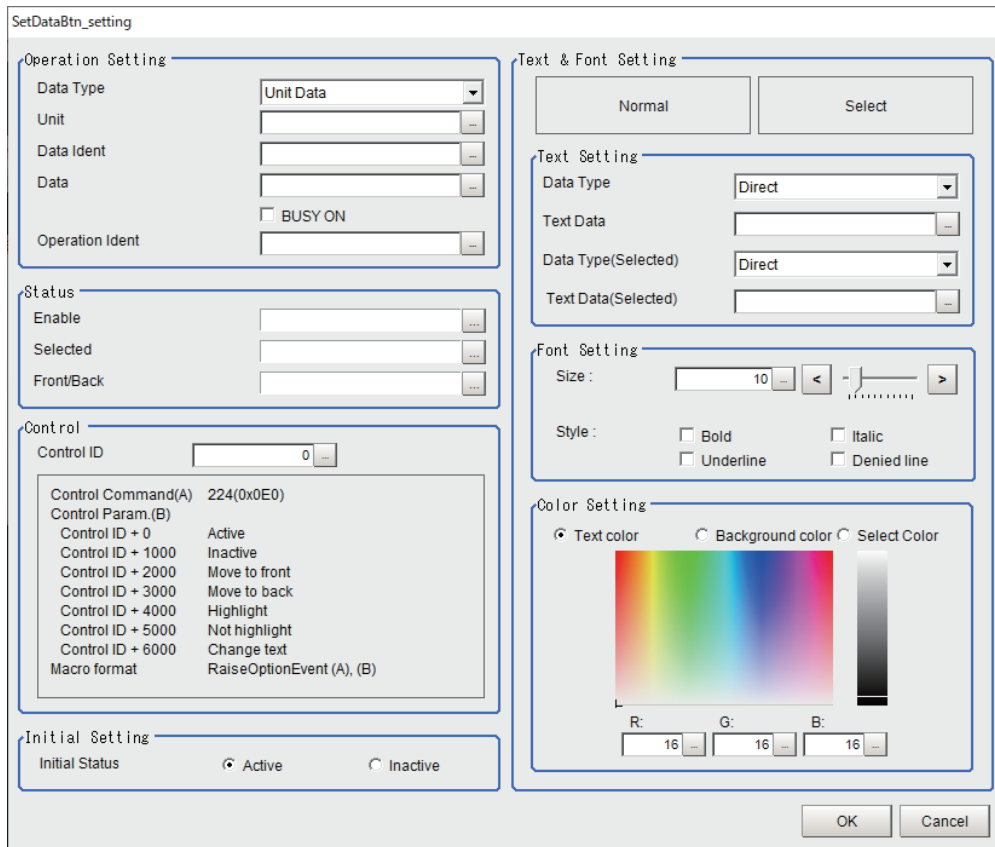 SetDataBtn_setting
Operation Setting
Data Type
Unit Data
Unit
...
Data Ident
...
Data
...
BUSY ON
Operation Ident
...
Status
Enable
...
Selected
...
Front/Back
...
Control
Control ID
0
...
Control Command(A) 224(0x0E0)
Control Param.(B)
Control ID + 0 Active
Control ID + 1000 Inactive
Control ID + 2000 Move to front
Control ID + 3000 Move to back
Control ID + 4000 Highlight
Control ID + 5000 Not highlight
Control ID + 6000 Change text
Macro format RaiseOptionEvent (A), (B)
Initial Setting
Initial Status
Active
Inactive
Text & Font Setting
Normal
Select
Text Setting
Data Type
Direct
Text Data
...
Data Type(Selected)
Direct
Text Data(Selected)
...
Font Setting
Size :
10
...
<
>
Style :
Bold
Italic
Underline
Denied line
Color Setting
Text color
Background color
Select Color
R: G: B:
16 ... 16 ... 16 ...
OK
Cancel